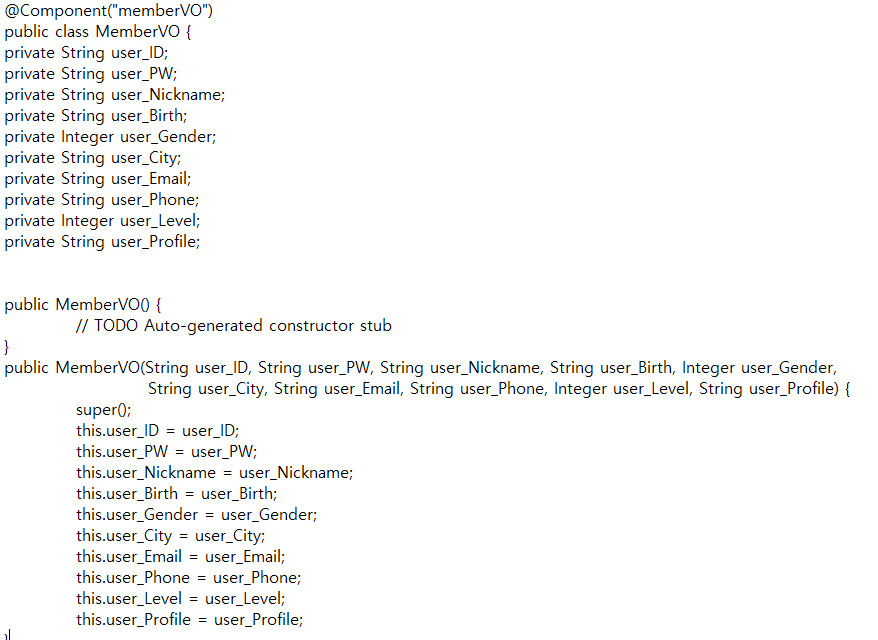 @Component("memberVO")
public class MemberVO {
private String user_ID;
private String user_PW;
private String user_Nickname;
private String user_Birth;
private Integer user_Gender;
private String user_City;
private String user_Email;
private String user_Phone;
private Integer user_Level;
private String user_Profile;
public MemberVO() {
// TODO Auto-generated constructor stub
}
public MemberVO(String user_ID, String user_PW, String user_Nickname, String user_Birth, Integer user_Gender,
String user_City, String user_Email, String user_Phone, Integer user_Level, String user_Profile) {
super();
this.user_ID = user_ID;
this.user_PW = user_PW;
this.user_Nickname = user_Nickname;
this.user_Birth = user_Birth;
this.user_Gender = user_Gender;
this.user_City = user_City;
this.user_Email = user_Email;
this.user_Phone = user_Phone;
this.user_Level = user_Level;
this.user_Profile = user_Profile;